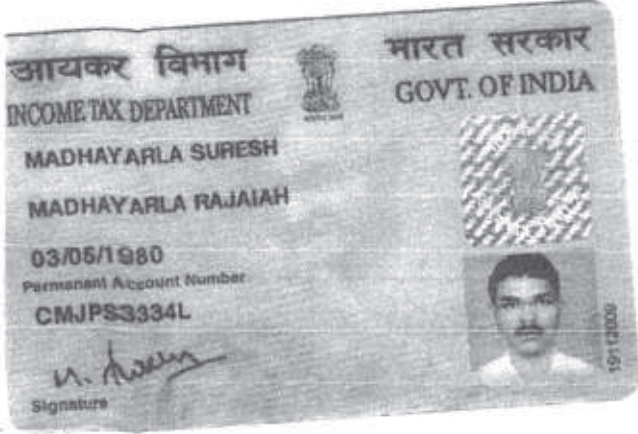 आयकर विभाग
भारत सरकार
INCOME TAX DEPARTMENT
GOVT. OF INDIA
MADHAYARLA SURESH
MADHAYARLA RAJAIAH
03/05/1980
Permanent Account Number
CMJPS3334L
Signature
19112009